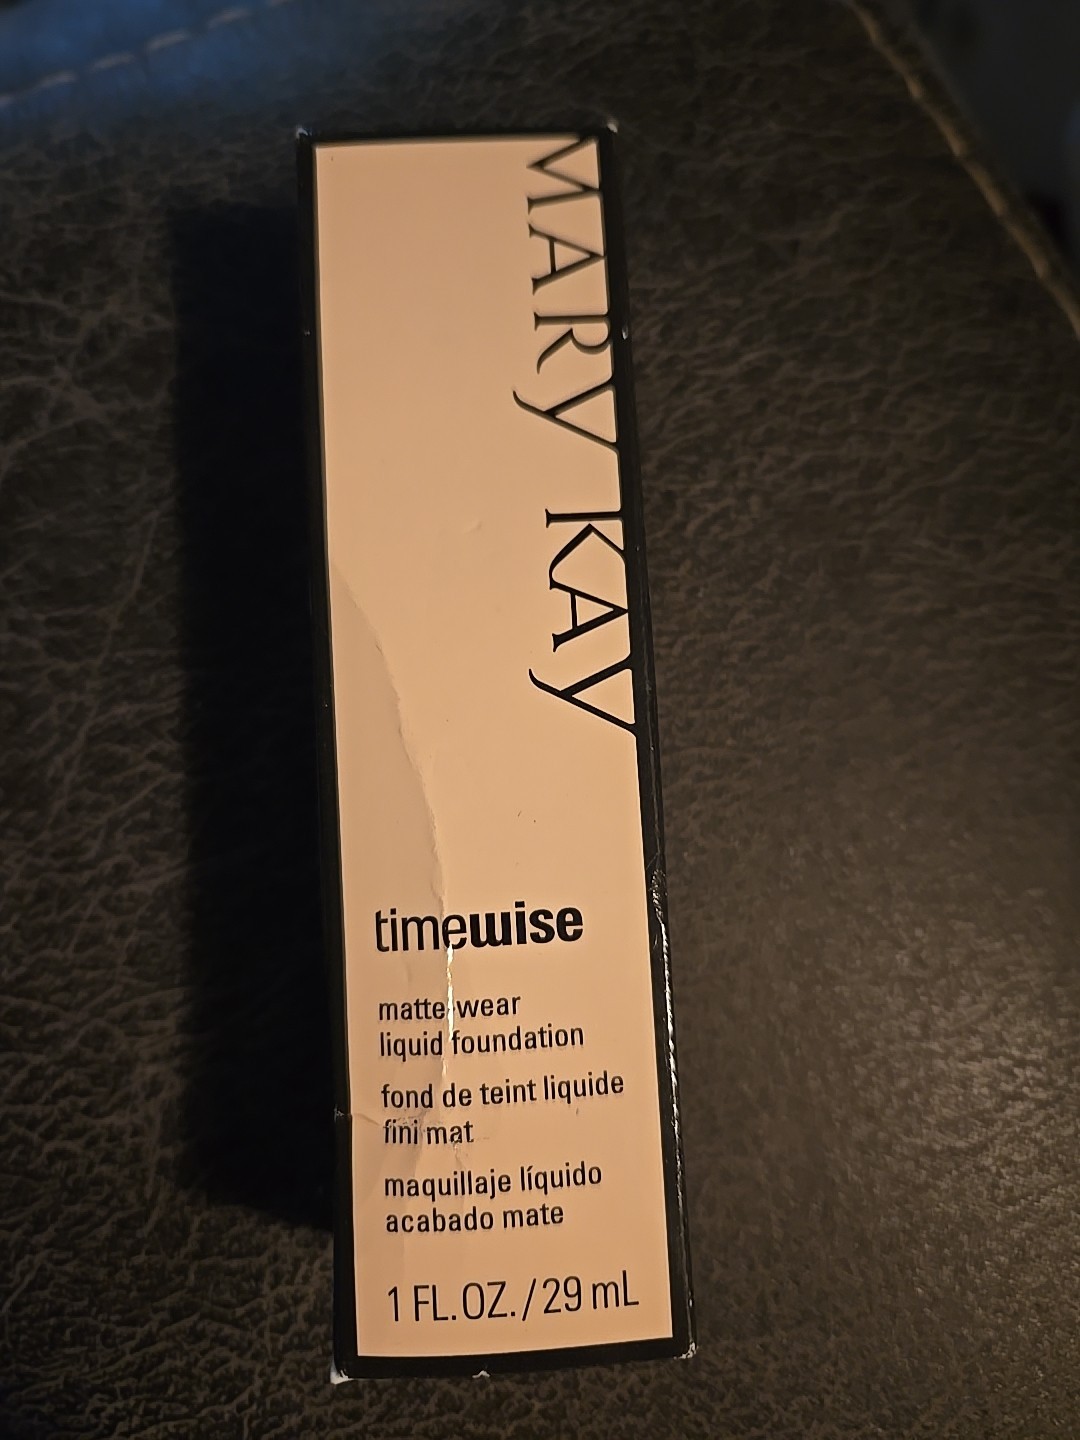 MARY KAY
timewise
matte-wear
liquid foundation
fond de teint liquide
fini mat
maquillaje líquido
acabado mate
1 FL.OZ./29 mL